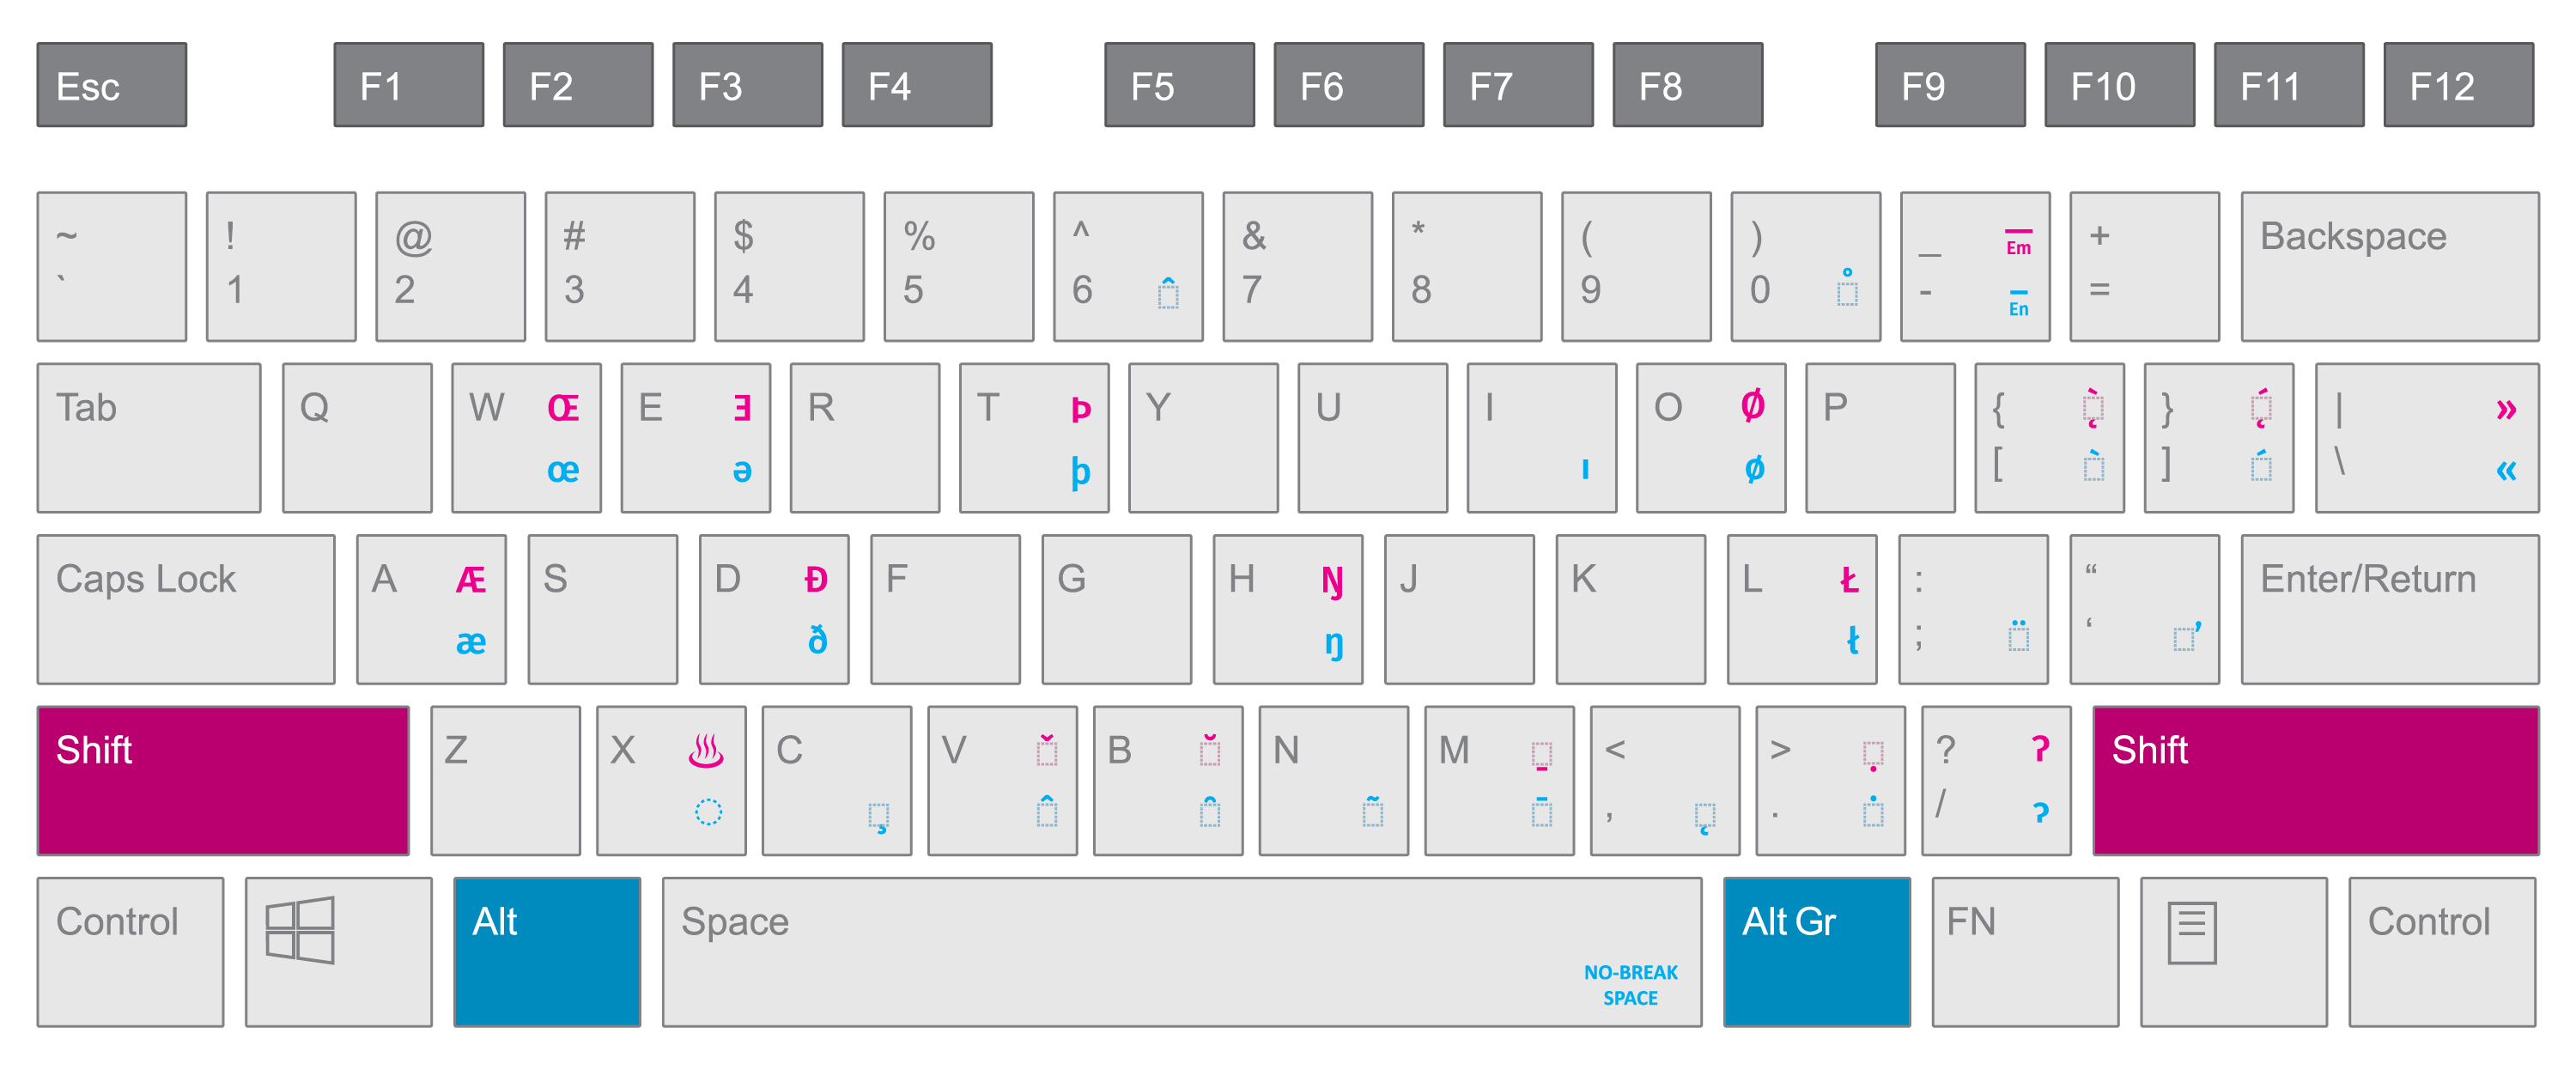 Esc F1 F2 F3 F4 F5 F6 F7 F8 F9 F10 F11 F12
~ ! @ # $ % ^ & * ( ) _ — Em + Backspace
` 1 2 3 4 5 6 ◌̂ 7 8 9 0 ◌̊ - – En =
Tab Q W Œ E Ǝ R T Þ Y U I O Ø P { ◌̨̀ } ◌̨́ | »
œ ǝ þ ı ø [ ◌̀ ] ◌́ \ «
Caps Lock A Æ S D Đ F G H Ŋ J K L Ł : “ Enter/Return
æ ð ŋ ł ; ◌̈ ‘ ◌̓
Shift Z X ♨ C V ◌̌ B ◌̆ N M ◌̱ < > ◌̣ ? ʔ Shift
◌ ◌̧ ◌̂ ◌̑ ◌̃ ◌̄ , ◌̨ . ◌̇ / ɂ
Control Alt Space Alt Gr FN Control
NO-BREAK
SPACE